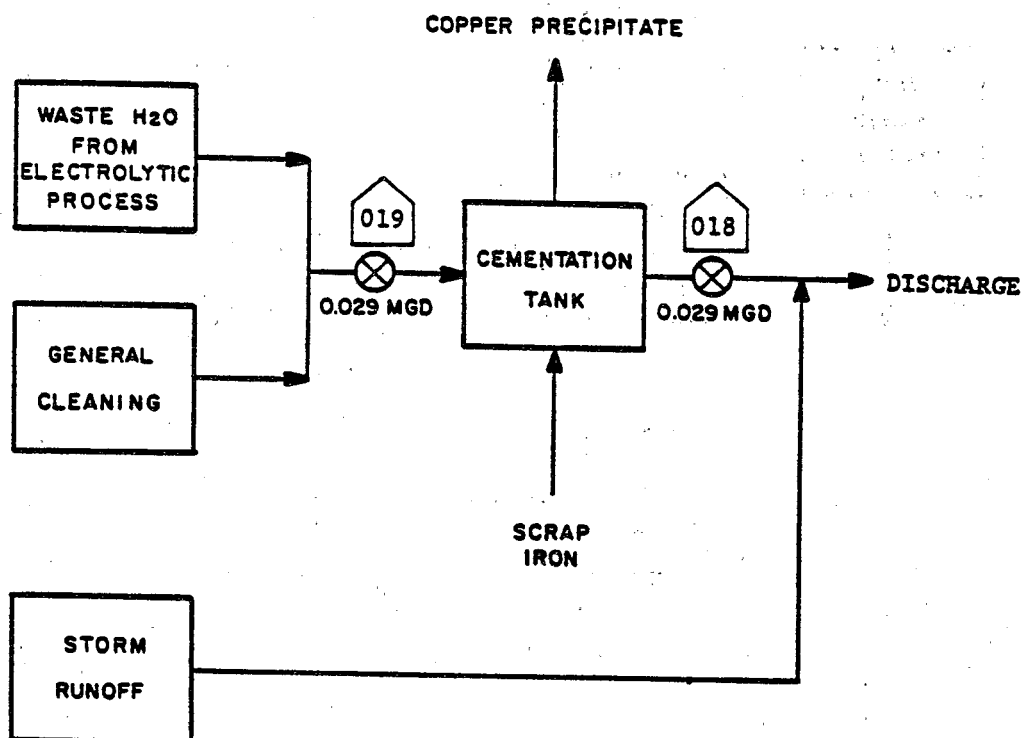 COPPER PRECIPITATE
WASTE H2O
FROM
ELECTROLYTIC
PROCESS
019
018
CEMENTATION
TANK
DISCHARGE
0.029 MGD
0.029 MGD
GENERAL
CLEANING
SCRAP
IRON
STORM
RUNOFF